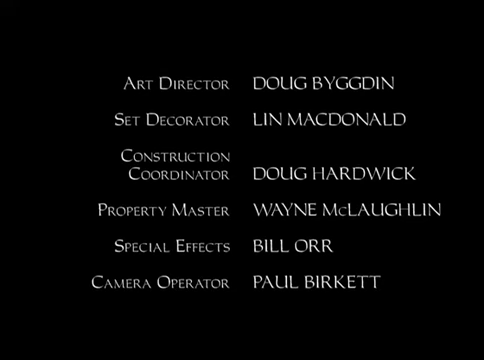 Art Director DOUG BYGGDIN
Set Decorator LIN MACDONALD
Construction
Coordinator DOUG HARDWICK
Property Master WAYNE McLAUGHLIN
Special Effects BILL ORR
Camera Operator PAUL BIRKETT